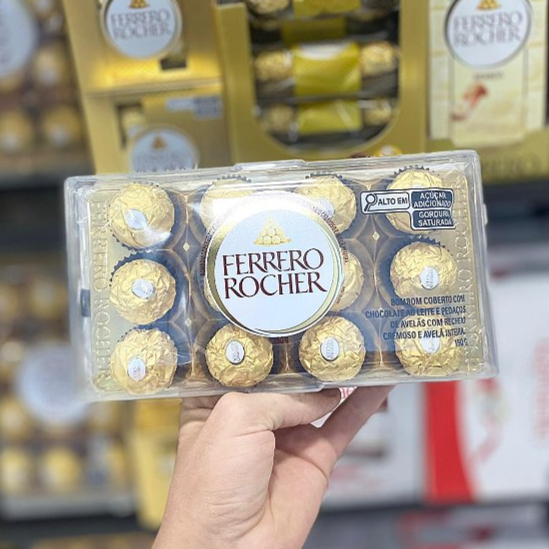 FERRERO
ROCHER
FERRERO
ROCHER
ALTO EM
AÇÚCAR
ADICIONADO
GORDURA
SATURADA
FERRERO
ROCHER
BOMBOM COBERTO COM
CHOCOLATE AO LEITE E PEDAÇOS
DE AVELÃS COM RECHEIO
CREMOSO E AVELÃ INTEIRA.
150 G